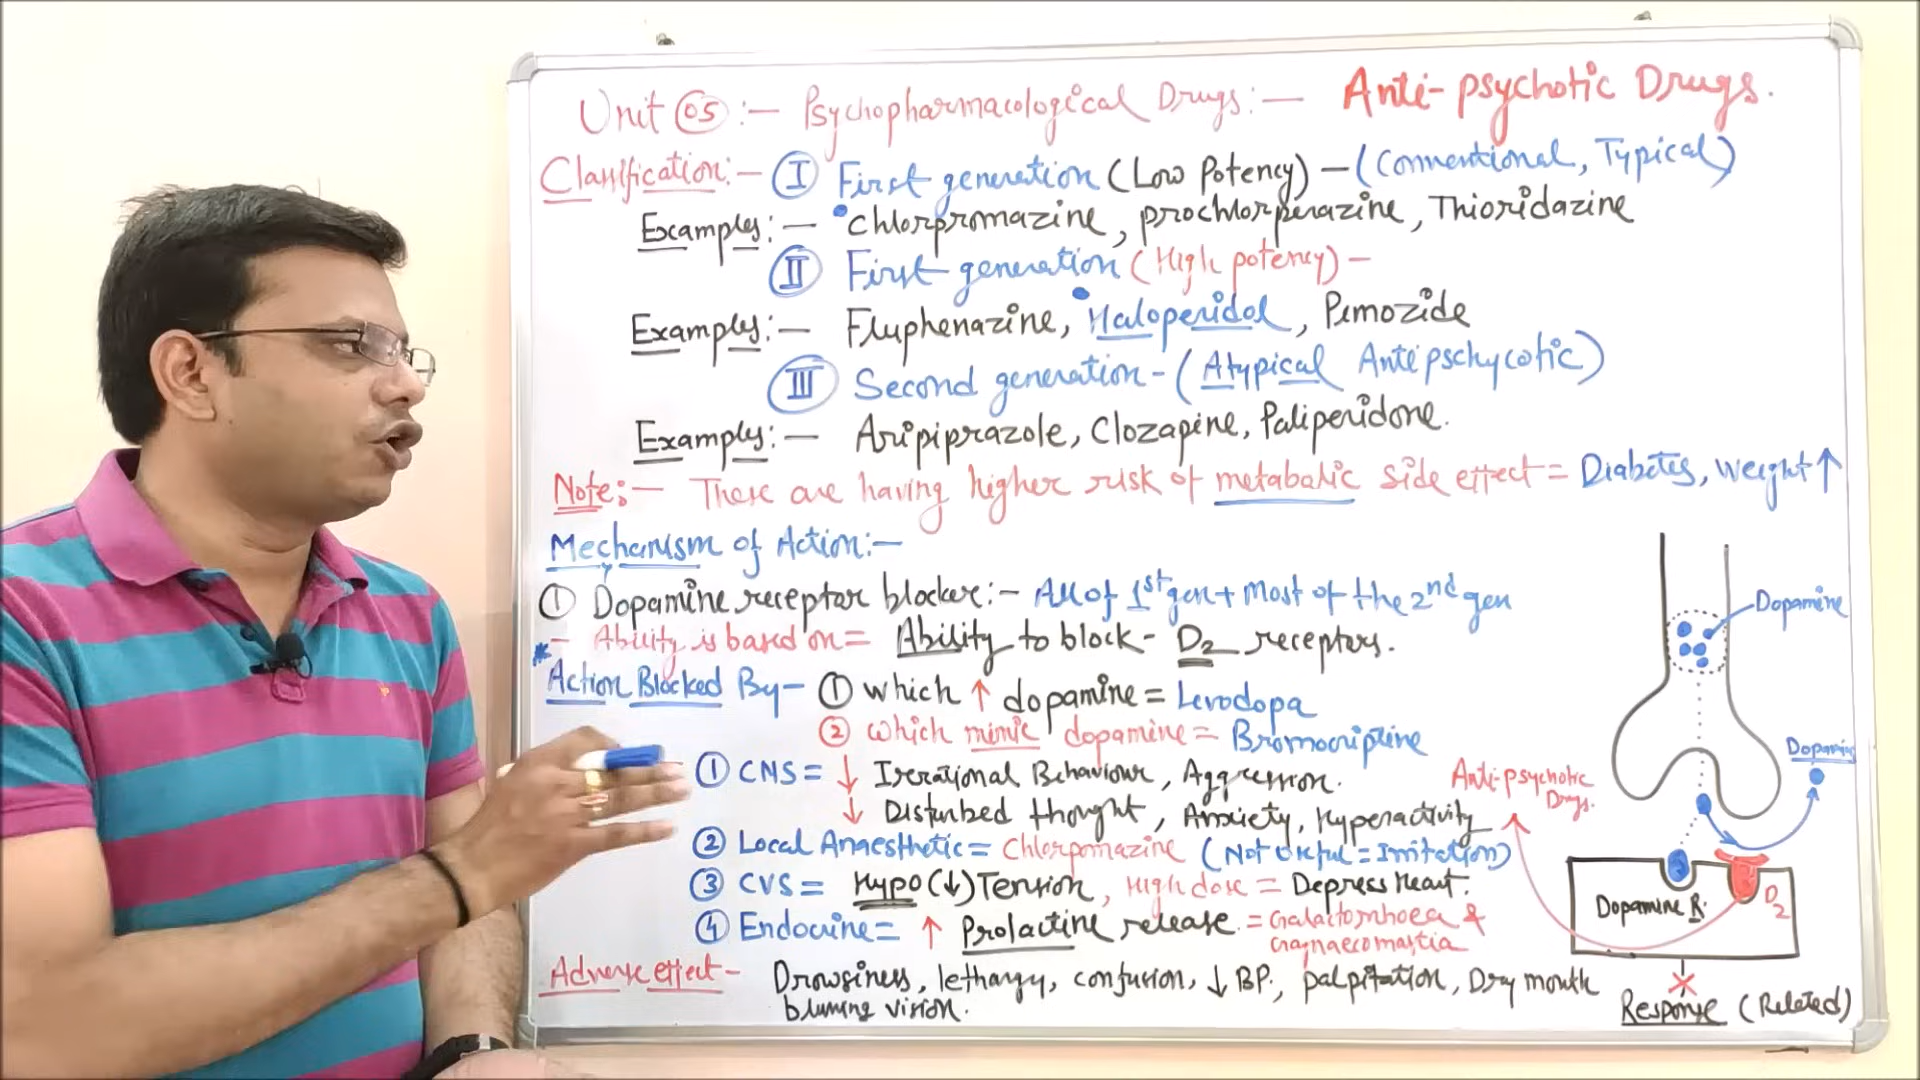 Unit 05 :- Psychopharmacological Drugs:- Anti-psychotic Drugs.
Classification:- I First generation (Low Potency) - (Conventional, Typical)
Examples:- Chlorpromazine, prochlorperazine, Thioridazine
II First generation (High potency) -
Examples:- Fluphenazine, Haloperidol, Pimozide
III Second generation - (Atypical Antipschycotic)
Examples:- Aripiprazole, Clozapine, Paliperidone.
Note:- These are having higher risk of metabolic side effect = Diabetes, Weight ↑
Mechanism of Action:-
① Dopamine receptor blocker:- All of 1st gen + Most of the 2nd gen
- Ability is based on = Ability to block - D2 receptors.
* Action Blocked By - ① which ↑ dopamine = Levodopa
② which mimic dopamine = Bromocriptine
① CNS = ↓ Irrational Behaviour, Aggression.
↓ Disturbed thought, Anxiety, Hyperactivity
② Local Anaesthetic = Chlorpomazine (Not Useful = Irritation)
③ CVS = Hypo (↓) Tension, High dose = Depress Heart.
④ Endocrine = ↑ Prolactine release = Galactorrhoea &
Gagnaecomastia
Adverse effect - Drowsiness, lethargy, confusion, ↓ BP, palpitation, Dry mouth
blurring vision.
Dopamine
Dopamine
Anti-psychotic
Drugs.
Dopamine R.
D2
Response (Related)